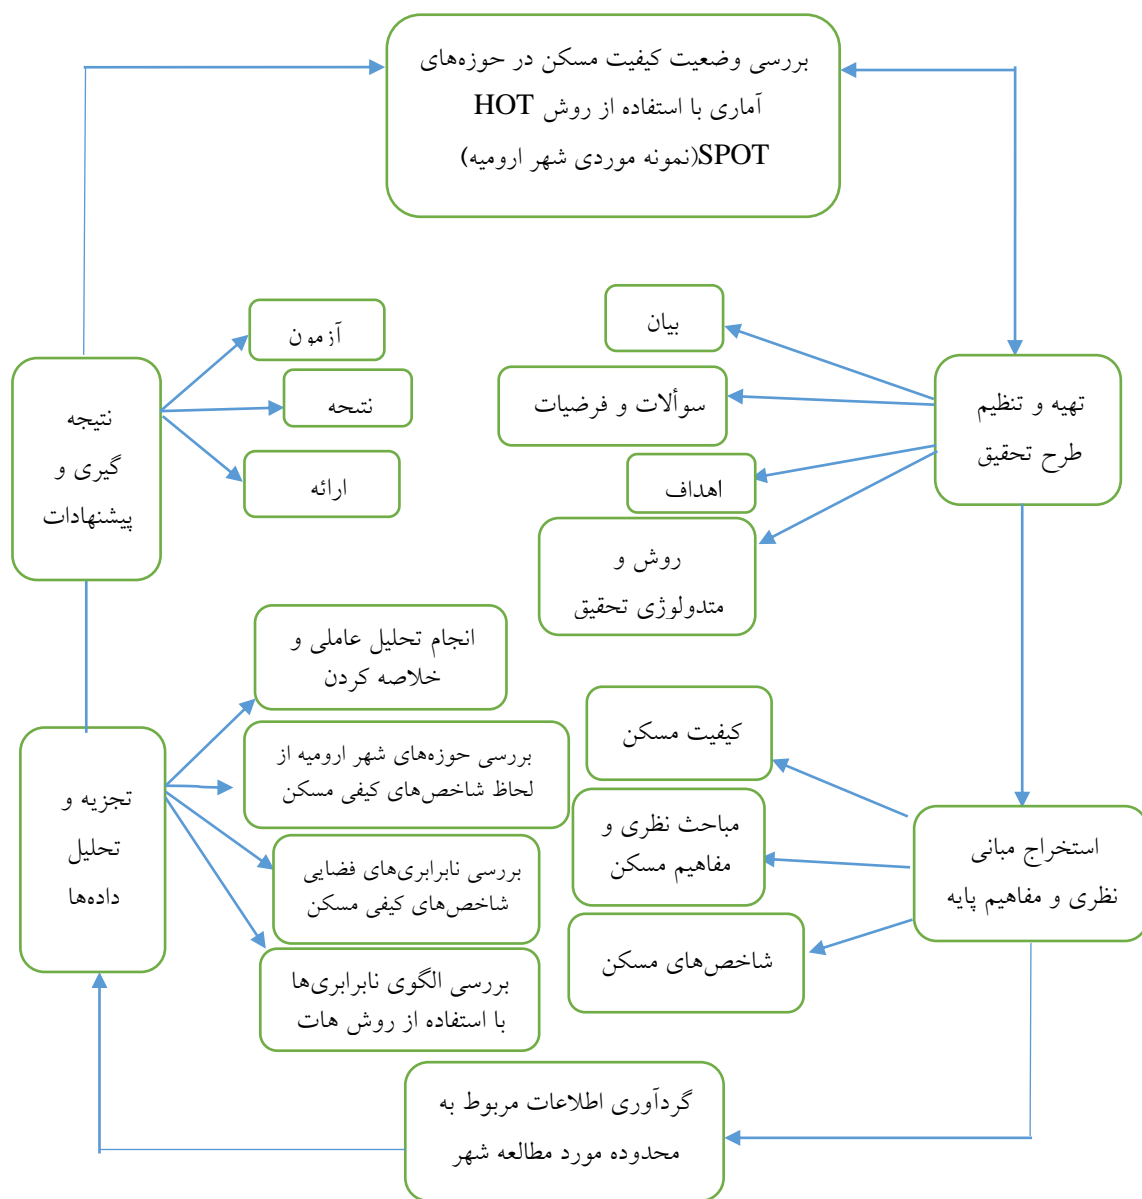 بررسی وضعیت کیفیت مسکن در حوزه‌های
آماری با استفاده از روش HOT
SPOT(نمونه موردی شهر ارومیه)
تهیه و تنظیم
طرح تحقیق
بیان
سوألات و فرضیات
اهداف
روش و
متدولوژی تحقیق
استخراج مبانی
نظری و مفاهیم پایه
کیفیت مسکن
مباحث نظری و
مفاهیم مسکن
شاخص‌های مسکن
گردآوری اطلاعات مربوط به
محدوده مورد مطالعه شهر
تجزیه و
تحلیل
داده‌ها
انجام تحلیل عاملی و
خلاصه کردن
بررسی حوزه‌های شهر ارومیه از
لحاظ شاخص‌های کیفی مسکن
بررسی نابرابری‌های فضایی
شاخص‌های کیفی مسکن
بررسی الگوی نابرابری‌ها
با استفاده از روش هات
نتیجه
گیری و
پیشنهادات
آزمون
نتیجه
ارائه